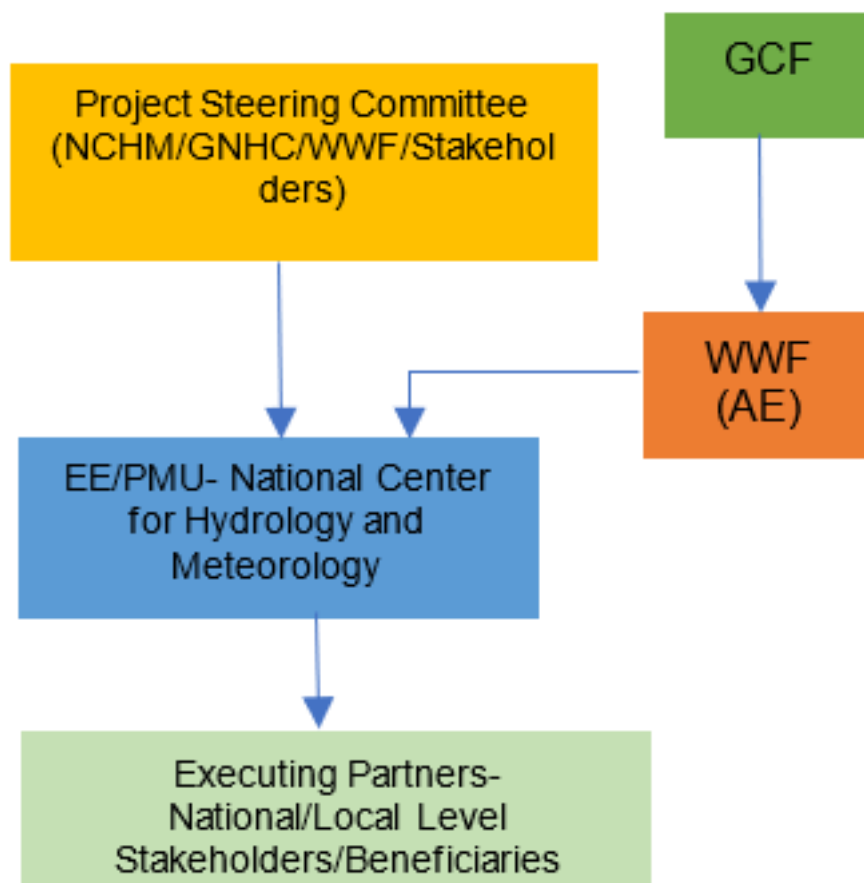 Project Steering Committee
(NCHM/GNHC/WWF/Stakehol
ders)
GCF
WWF
(AE)
EE/PMU- National Center
for Hydrology and
Meteorology
Executing Partners-
National/Local Level
Stakeholders/Beneficiaries